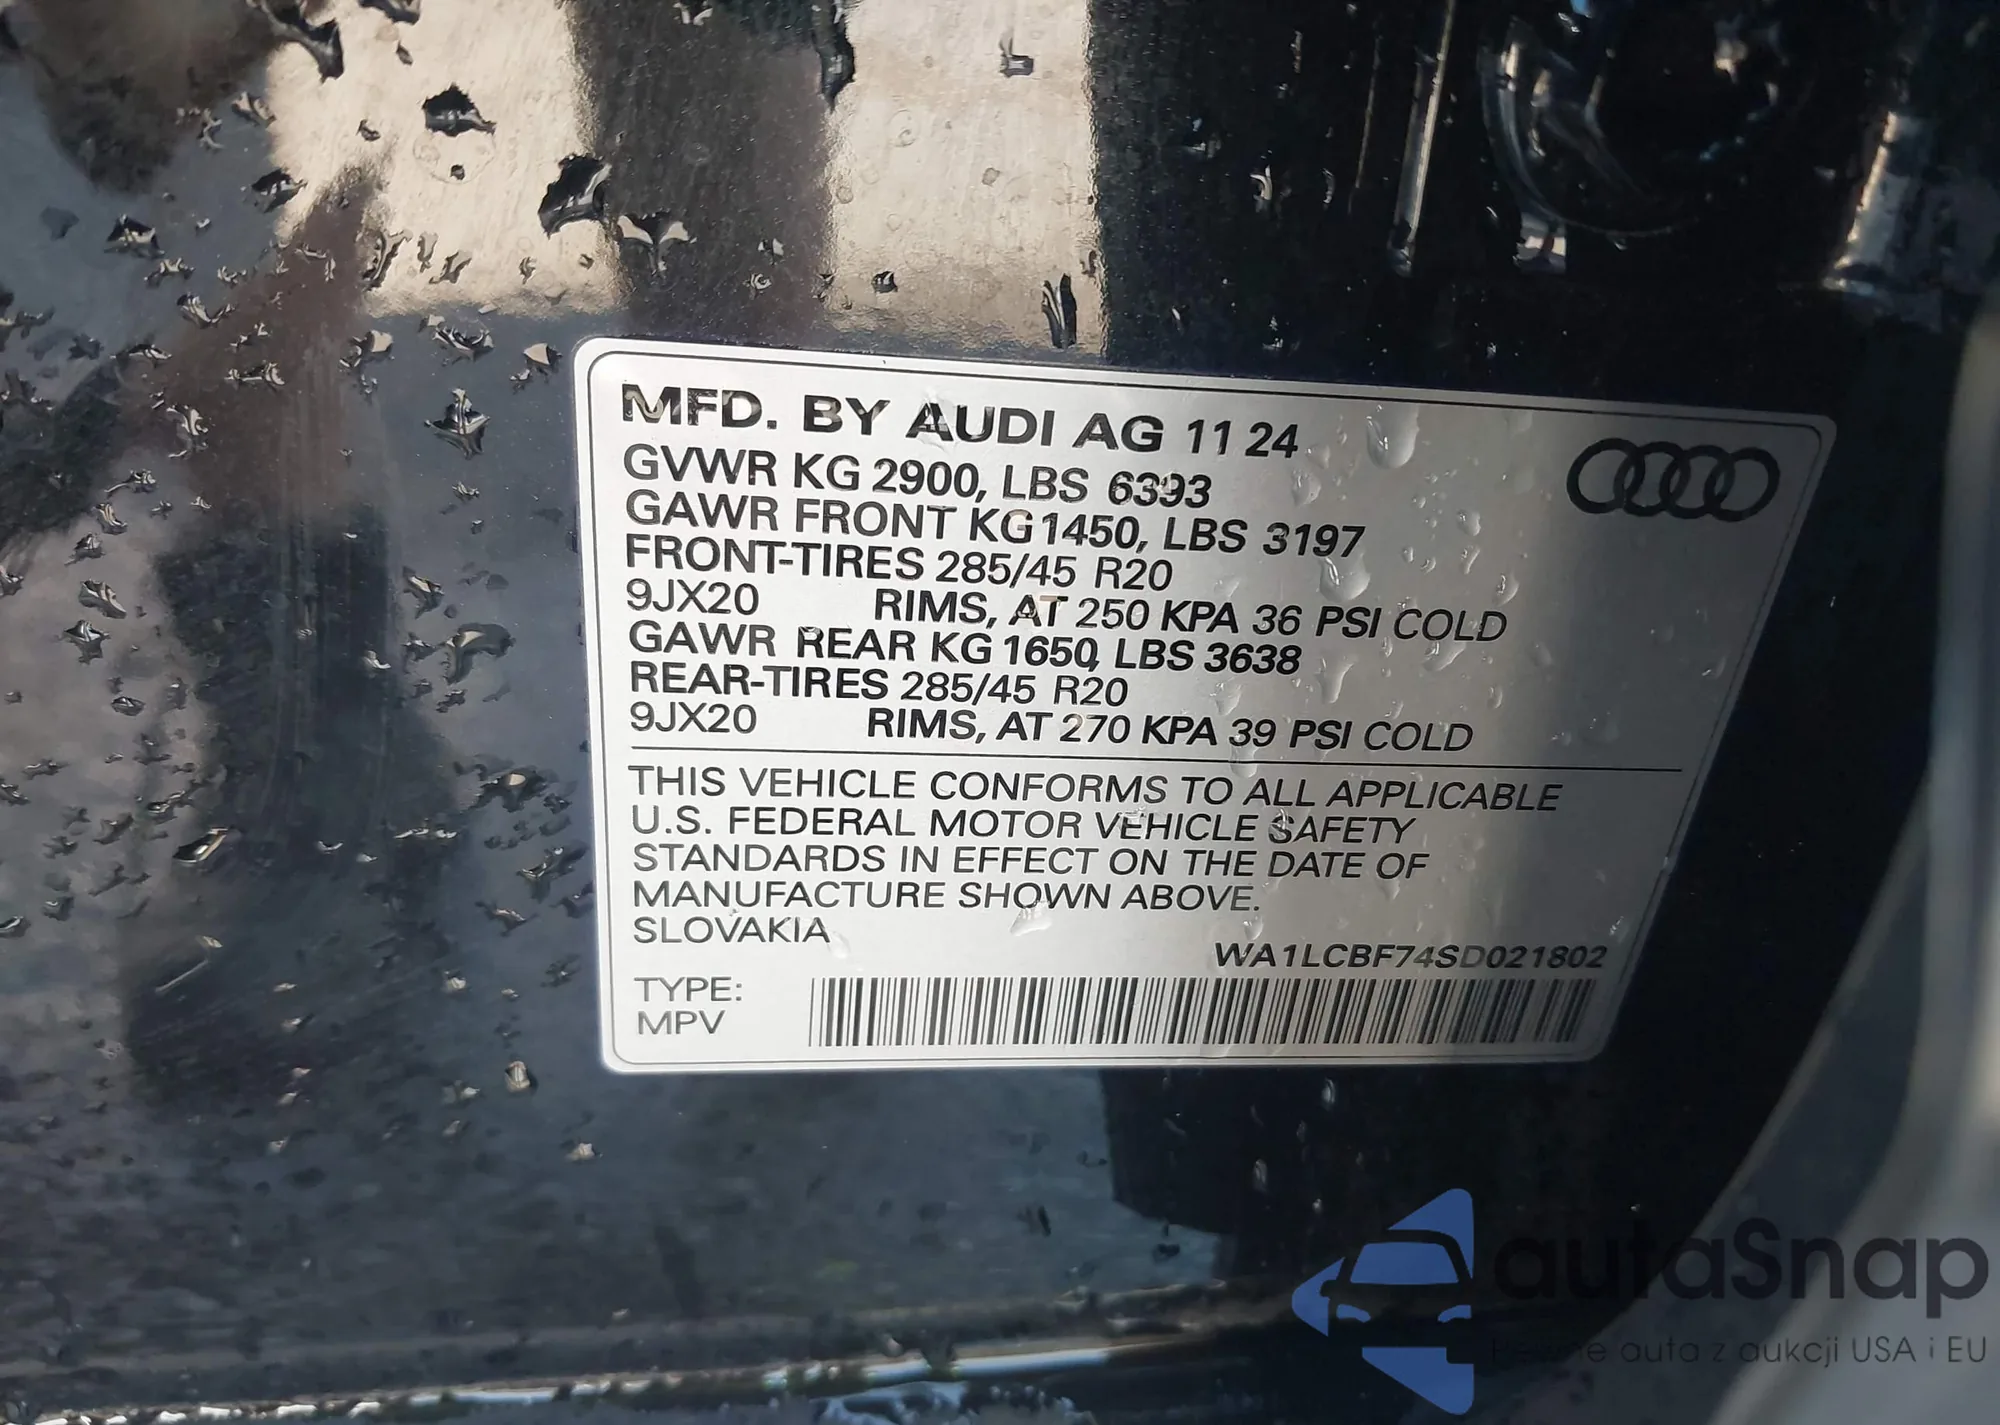 MFD. BY AUDI AG 11 24
GVWR KG 2900, LBS 6393
GAWR FRONT KG 1450, LBS 3197
FRONT-TIRES 285/45 R20
9JX20 RIMS, AT 250 KPA 36 PSI COLD
GAWR REAR KG 1650, LBS 3638
REAR-TIRES 285/45 R20
9JX20 RIMS, AT 270 KPA 39 PSI COLD
THIS VEHICLE CONFORMS TO ALL APPLICABLE
U.S. FEDERAL MOTOR VEHICLE SAFETY
STANDARDS IN EFFECT ON THE DATE OF
MANUFACTURE SHOWN ABOVE.
SLOVAKIA
WA1LCBF74SD021802
TYPE:
MPV
autaSnap
auta z aukcji USA i EU